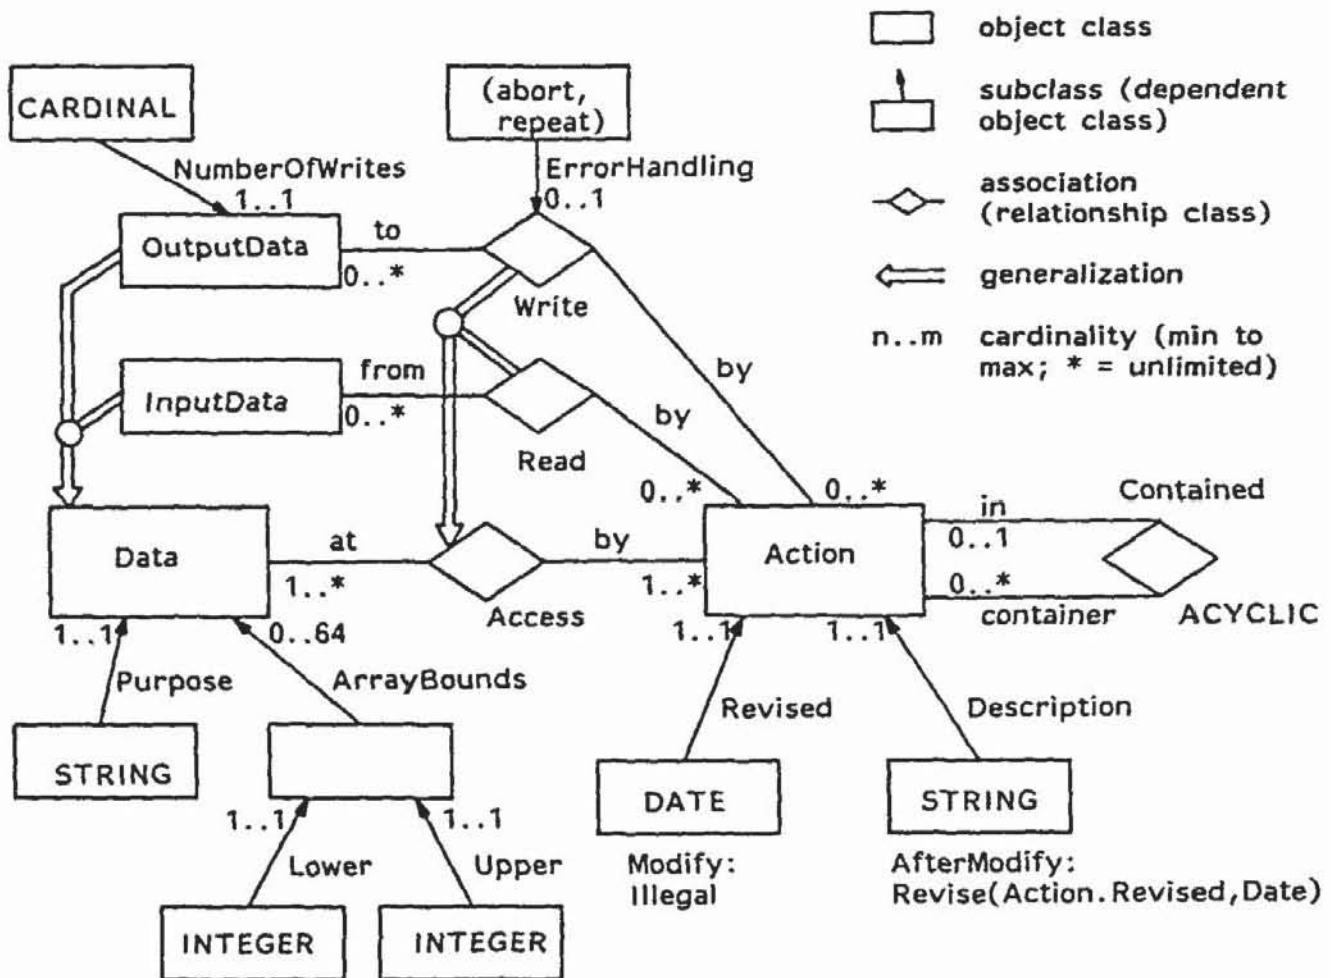 object class
CARDINAL
(abort,
repeat)
subclass (dependent
object class)
NumberOfWrites
1..1
ErrorHandling
0..1
association
(relationship class)
OutputData
to
0..*
Write
generalization
n..m cardinality (min to
max; * = unlimited)
InputData
from
0..*
Read
by
by
0..*
0..*
Contained
Data
at
1..*
Access
by
1..*
Action
in
0..1
0..*
container
ACYCLIC
1..1
0..64
1..1
1..1
Purpose
ArrayBounds
Revised
Description
STRING
DATE
STRING
1..1
1..1
Lower
Upper
Modify:
Illegal
AfterModify:
Revise(Action.Revised,Date)
INTEGER
INTEGER